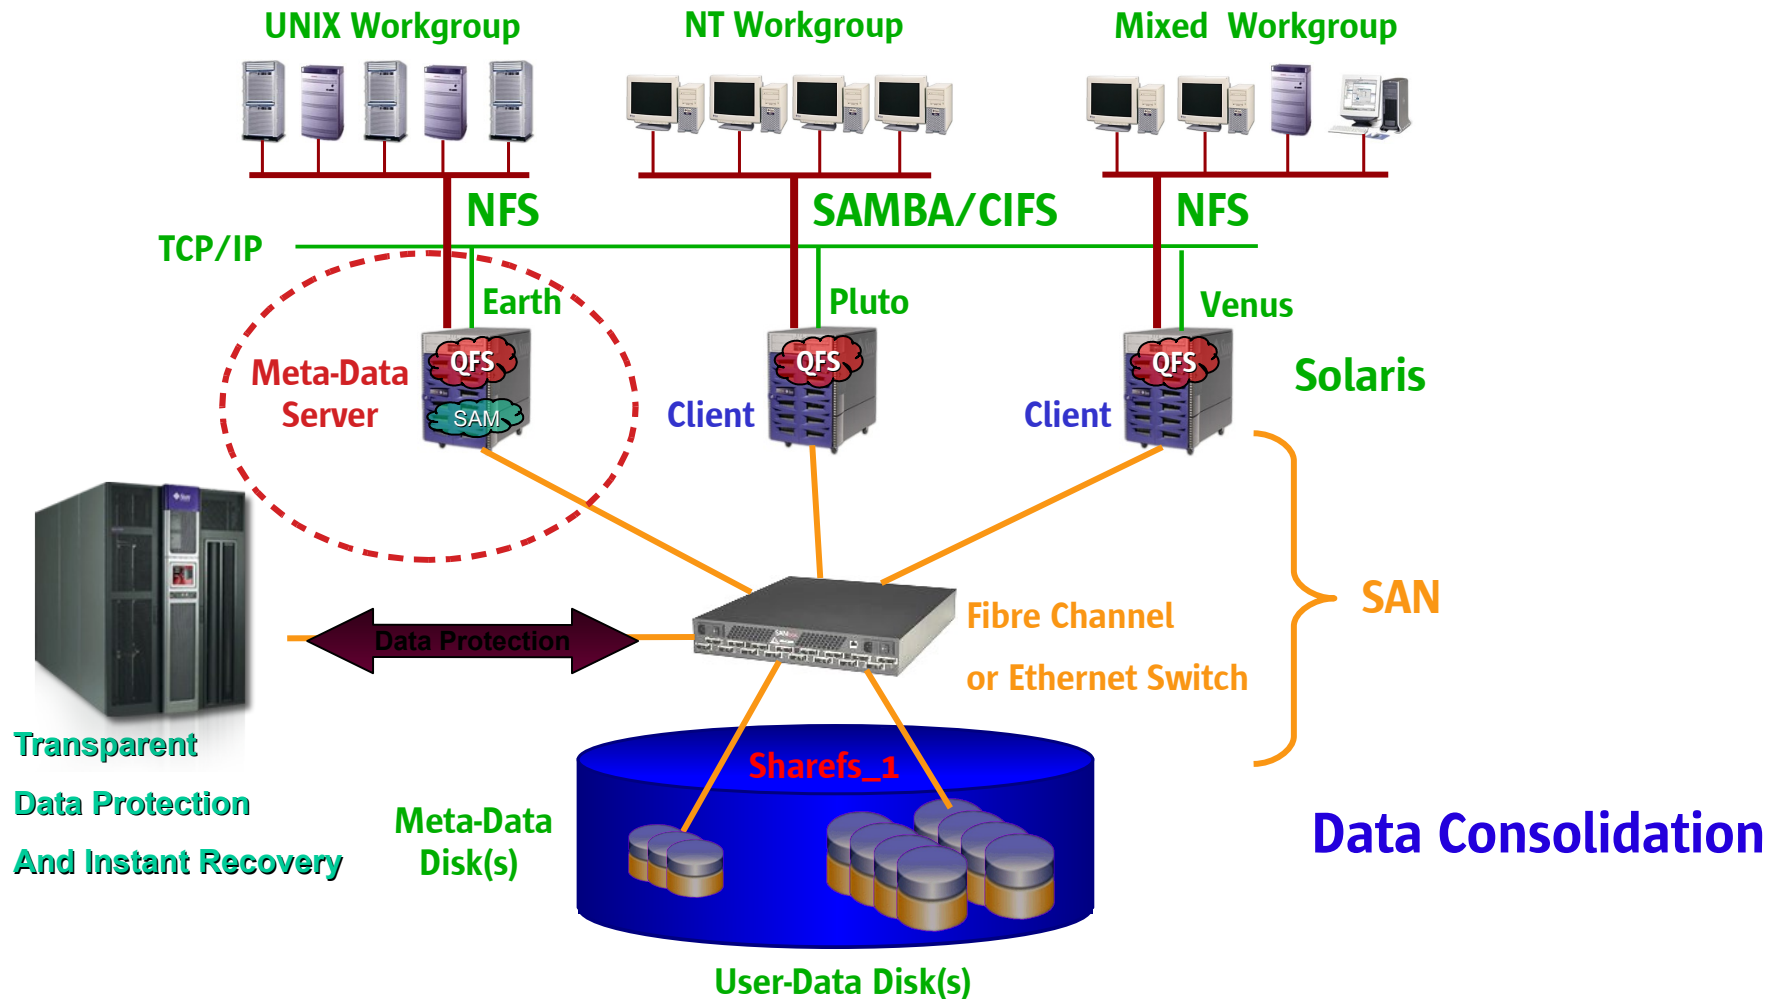 UNIX Workgroup
NT Workgroup
Mixed Workgroup
NFS
SAMBA/CIFS
NFS
TCP/IP
Earth
Pluto
Venus
QFS
QFS
QFS
Meta-Data
Server
SAM
Client
Client
Solaris
SAN
Fibre Channel
or Ethernet Switch
Data Protection
Transparent
Data Protection
And Instant Recovery
Sharefs_1
Meta-Data
Disk(s)
Data Consolidation
User-Data Disk(s)